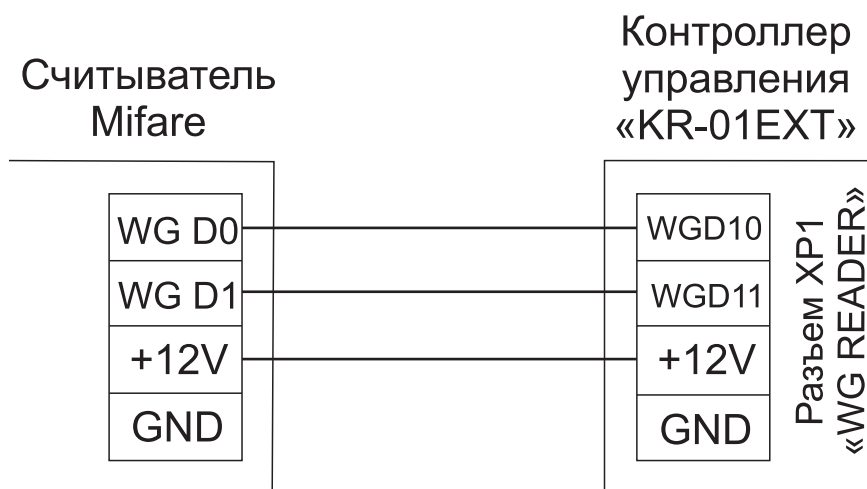 Считыватель
Mifare
Контроллер
управления
«KR-01EXT»
WG D0
WG D1
+12V
GND
WGD10
WGD11
+12V
GND
Разъем XP1
«WG READER»